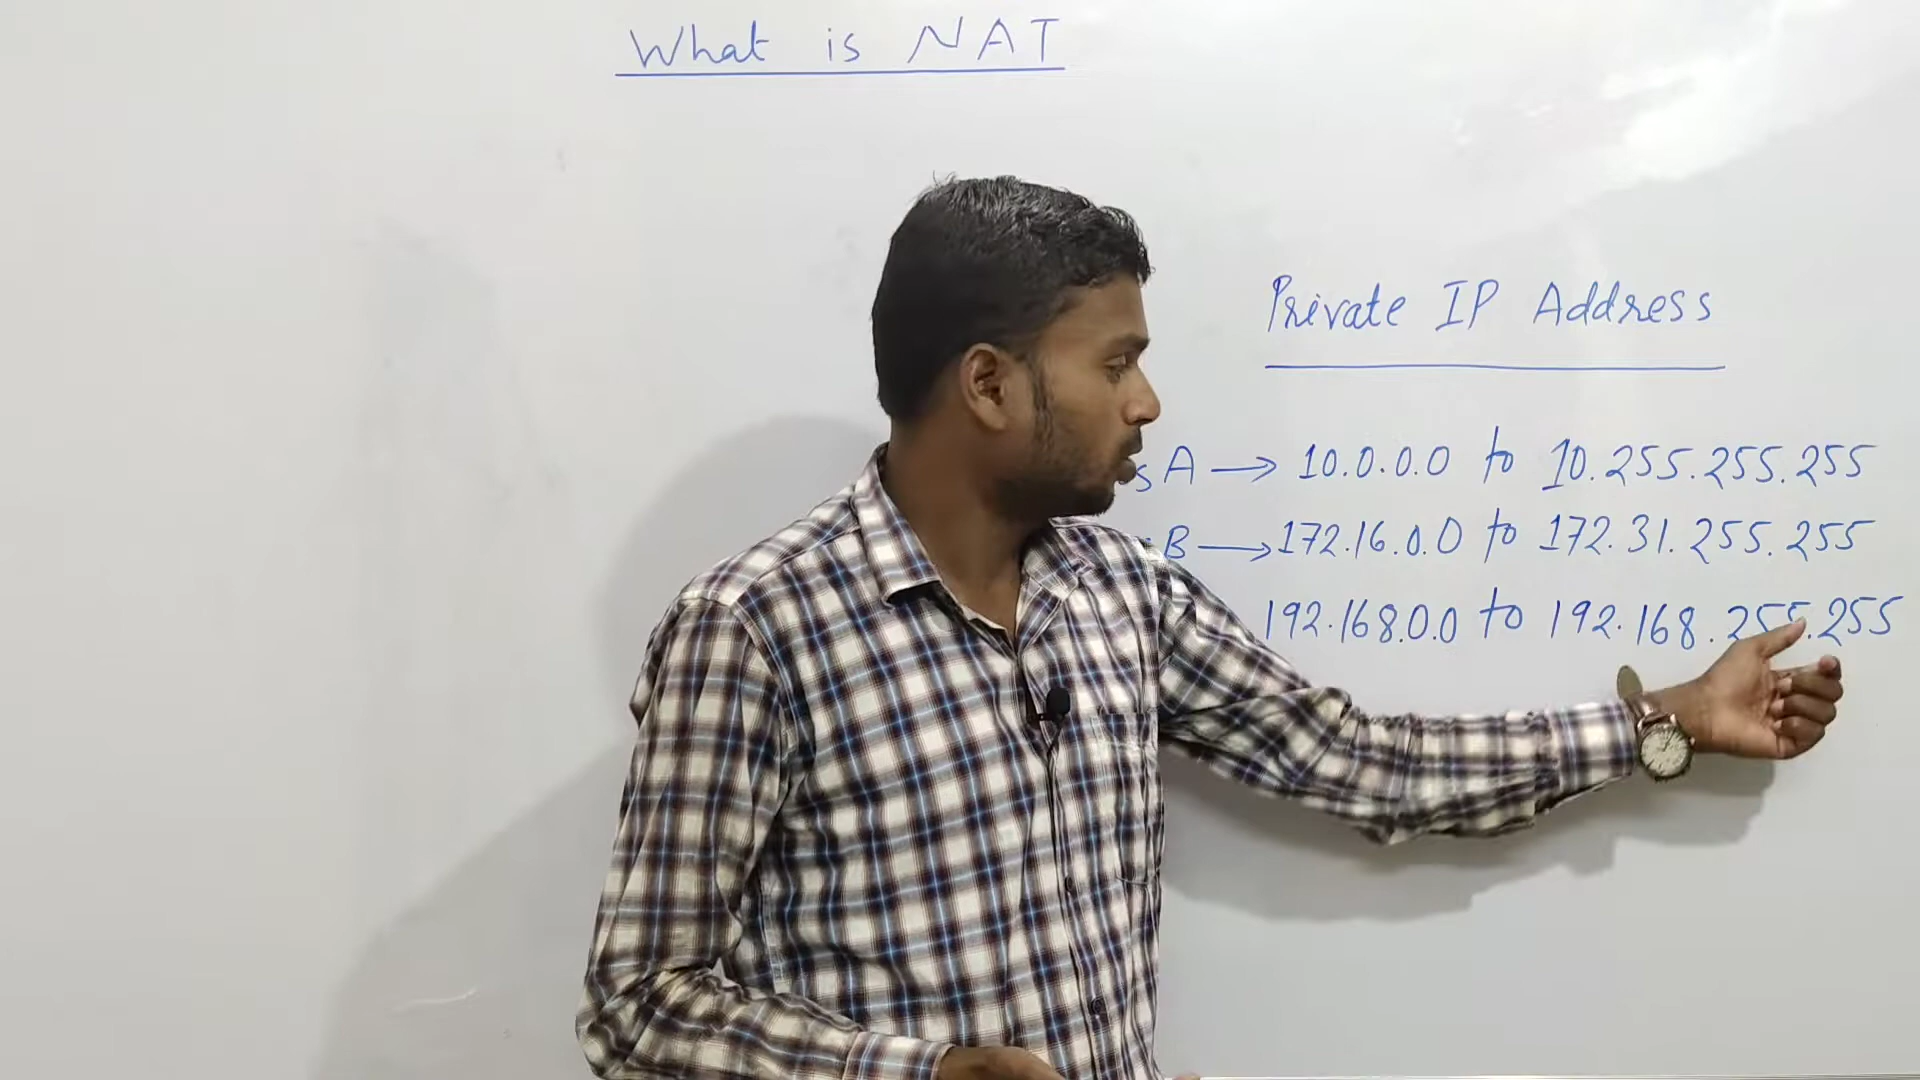 What is NAT
Private IP Address
A → 10.0.0.0 to 10.255.255.255
B → 172.16.0.0 to 172.31.255.255
192.168.0.0 to 192.168.255.255